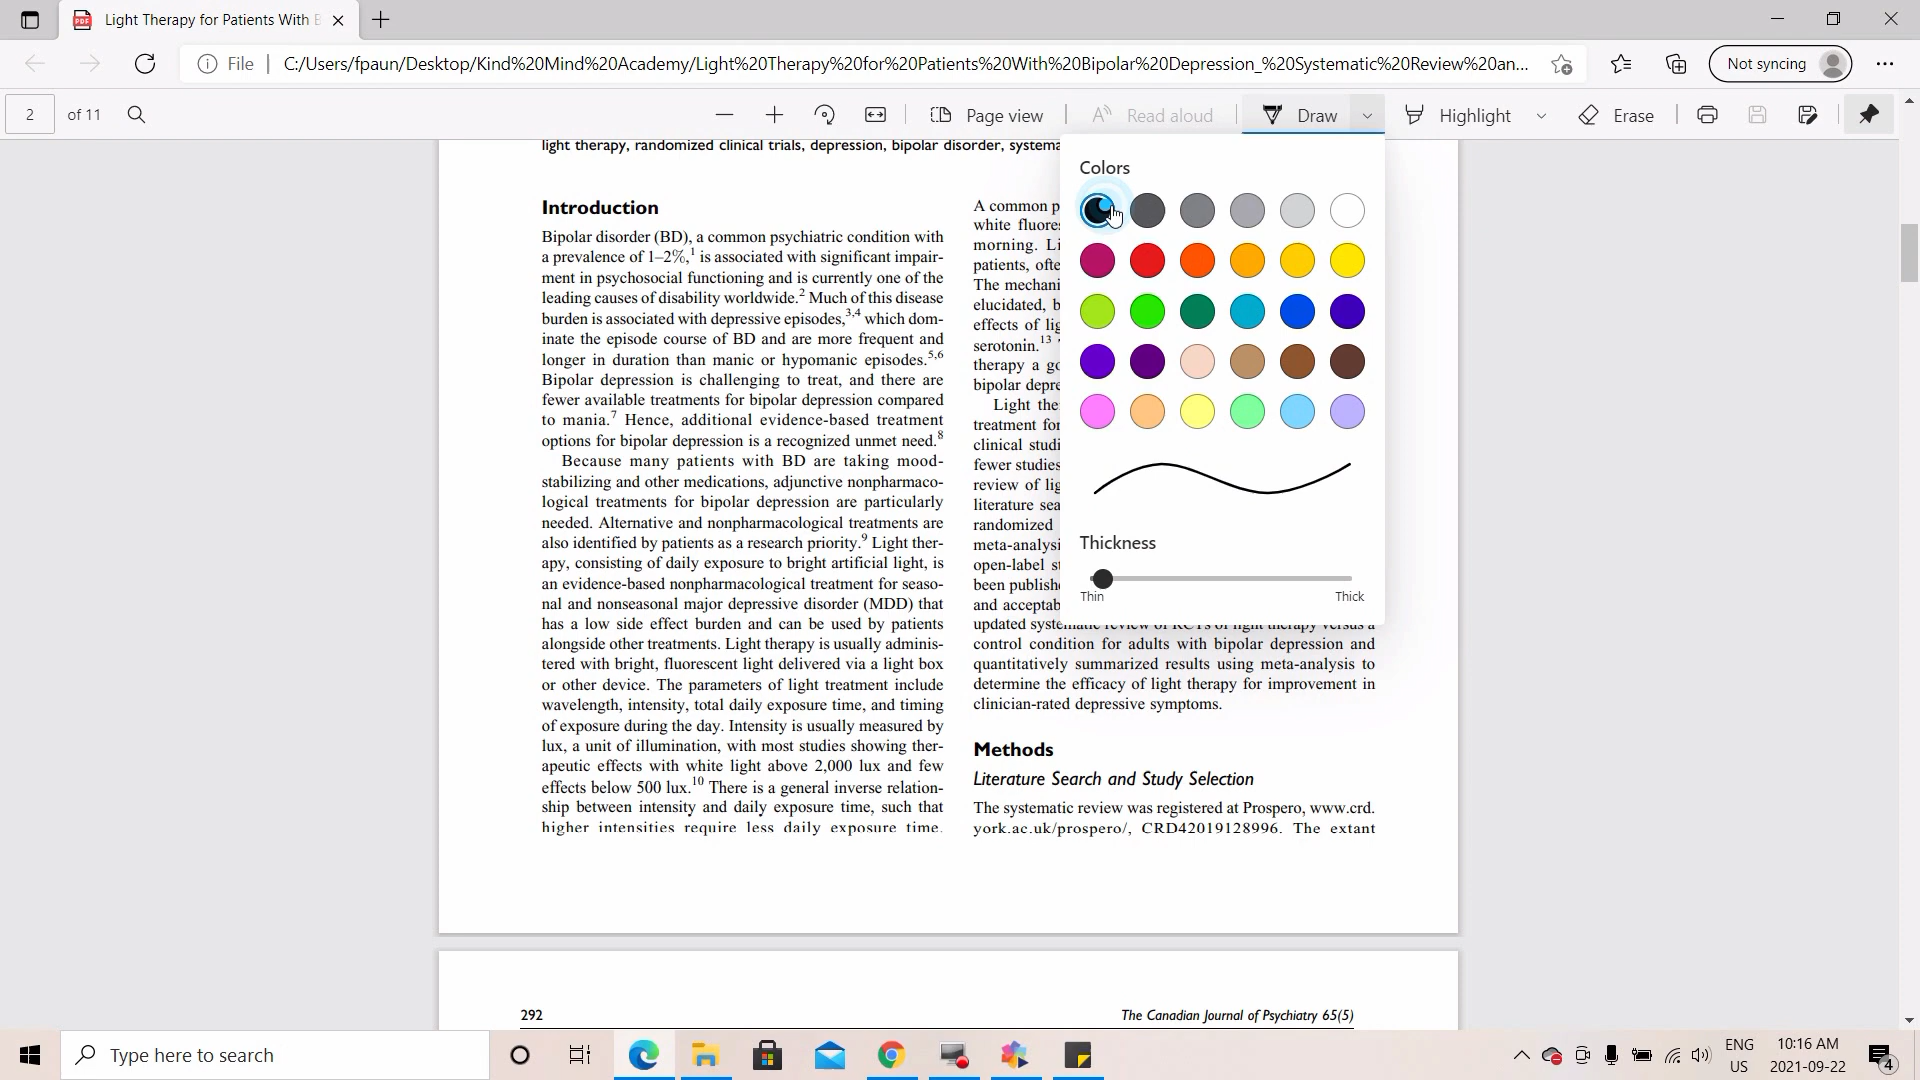 Light Therapy for Patients With B
File
C:/Users/fpaun/Desktop/Kind%20Mind%20Academy/Light%20Therapy%20for%20Patients%20With%20Bipolar%20Depression_%20Systematic%20Review%20an...
Not syncing
2 of 11
Page view
Read aloud
Draw
Highlight
Erase
light therapy, randomized clinical trials, depression, bipolar disorder, systema
Introduction
Bipolar disorder (BD), a common psychiatric condition with
a prevalence of 1–2%,1 is associated with significant impair-
ment in psychosocial functioning and is currently one of the
leading causes of disability worldwide.2 Much of this disease
burden is associated with depressive episodes,3,4 which dom-
inate the episode course of BD and are more frequent and
longer in duration than manic or hypomanic episodes.5,6
Bipolar depression is challenging to treat, and there are
fewer available treatments for bipolar depression compared
to mania.7 Hence, additional evidence-based treatment
options for bipolar depression is a recognized unmet need.8
Because many patients with BD are taking mood-
stabilizing and other medications, adjunctive nonpharmaco-
logical treatments for bipolar depression are particularly
needed. Alternative and nonpharmacological treatments are
also identified by patients as a research priority.9 Light ther-
apy, consisting of daily exposure to bright artificial light, is
an evidence-based nonpharmacological treatment for seaso-
nal and nonseasonal major depressive disorder (MDD) that
has a low side effect burden and can be used by patients
alongside other treatments. Light therapy is usually adminis-
tered with bright, fluorescent light delivered via a light box
or other device. The parameters of light treatment include
wavelength, intensity, total daily exposure time, and timing
of exposure during the day. Intensity is usually measured by
lux, a unit of illumination, with most studies showing ther-
apeutic effects with white light above 2,000 lux and few
effects below 500 lux.10 There is a general inverse relation-
ship between intensity and daily exposure time, such that
higher intensities require less daily exposure time.
A common p
white fluores
morning. Li
patients, ofte
The mechani
elucidated, b
effects of lig
serotonin.13
therapy a go
bipolar depre
Light the
treatment for
clinical studi
fewer studies
review of lig
literature sea
randomized
meta-analysi
open-label st
been publishe
and acceptab
updated systematic review of RCTs of light therapy versus a
control condition for adults with bipolar depression and
quantitatively summarized results using meta-analysis to
determine the efficacy of light therapy for improvement in
clinician-rated depressive symptoms.
Methods
Literature Search and Study Selection
The systematic review was registered at Prospero, www.crd.
york.ac.uk/prospero/, CRD42019128996. The extant
Colors
Thickness
Thin
Thick
292
The Canadian Journal of Psychiatry 65(5)
Type here to search
ENG
US
10:16 AM
2021-09-22
4